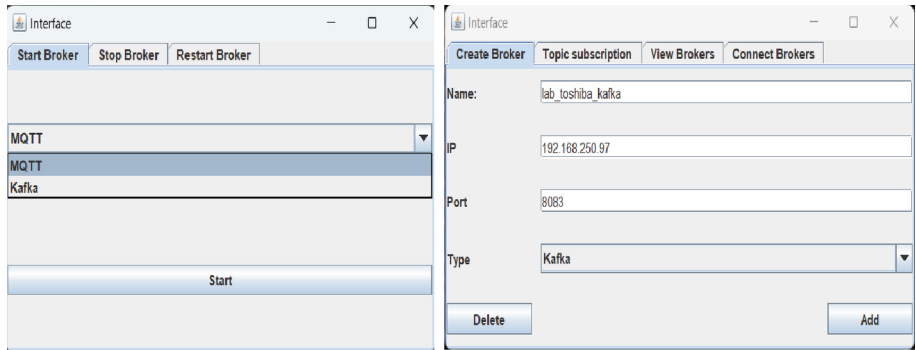 Interface
Start Broker Stop Broker Restart Broker
MQTT
MQTT
Kafka
Start
Interface
Create Broker Topic subscription View Brokers Connect Brokers
Name: lab_toshiba_kafka
IP 192.168.250.97
Port 8083
Type Kafka
Delete Add